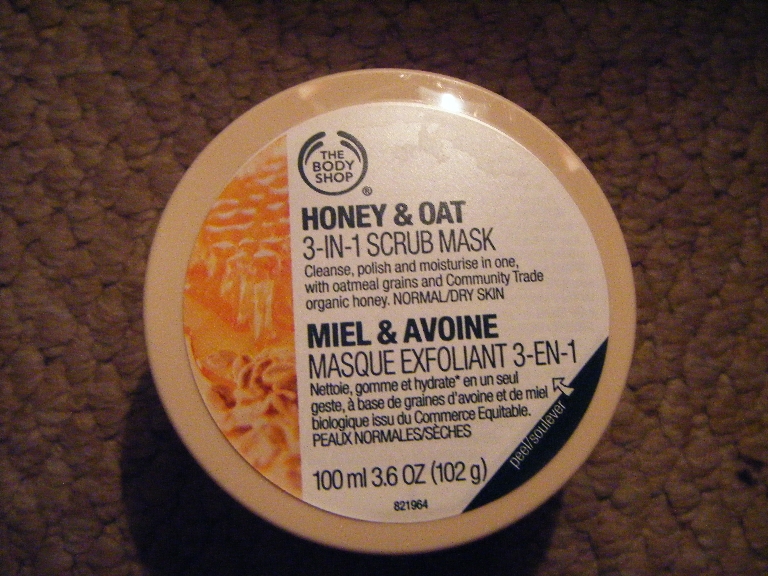 THE
BODY
SHOP
®
HONEY & OAT
3-IN-1 SCRUB MASK
Cleanse, polish and moisturise in one,
with oatmeal grains and Community Trade
organic honey. NORMAL/DRY SKIN
MIEL & AVOINE
MASQUE EXFOLIANT 3-EN-1
Nettoie, gomme et hydrate* en un seul
geste, à base de graines d'avoine et de miel
biologique issu du Commerce Equitable.
PEAUX NORMALES/SÈCHES
peel/soulever
100 ml 3.6 OZ (102 g)
821964